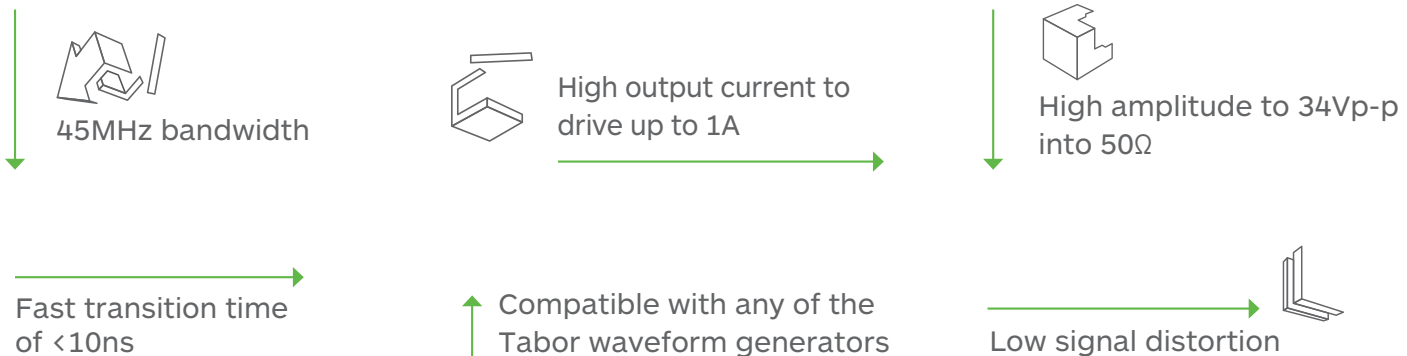 45MHz bandwidth
High output current to
drive up to 1A
High amplitude to 34Vp-p
into 50Ω
Fast transition time
of <10ns
Compatible with any of the
Tabor waveform generators
Low signal distortion